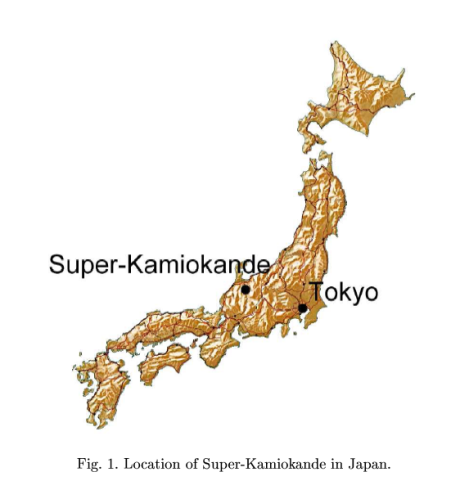 Super-Kamiokande
Tokyo
Fig. 1. Location of Super-Kamiokande in Japan.